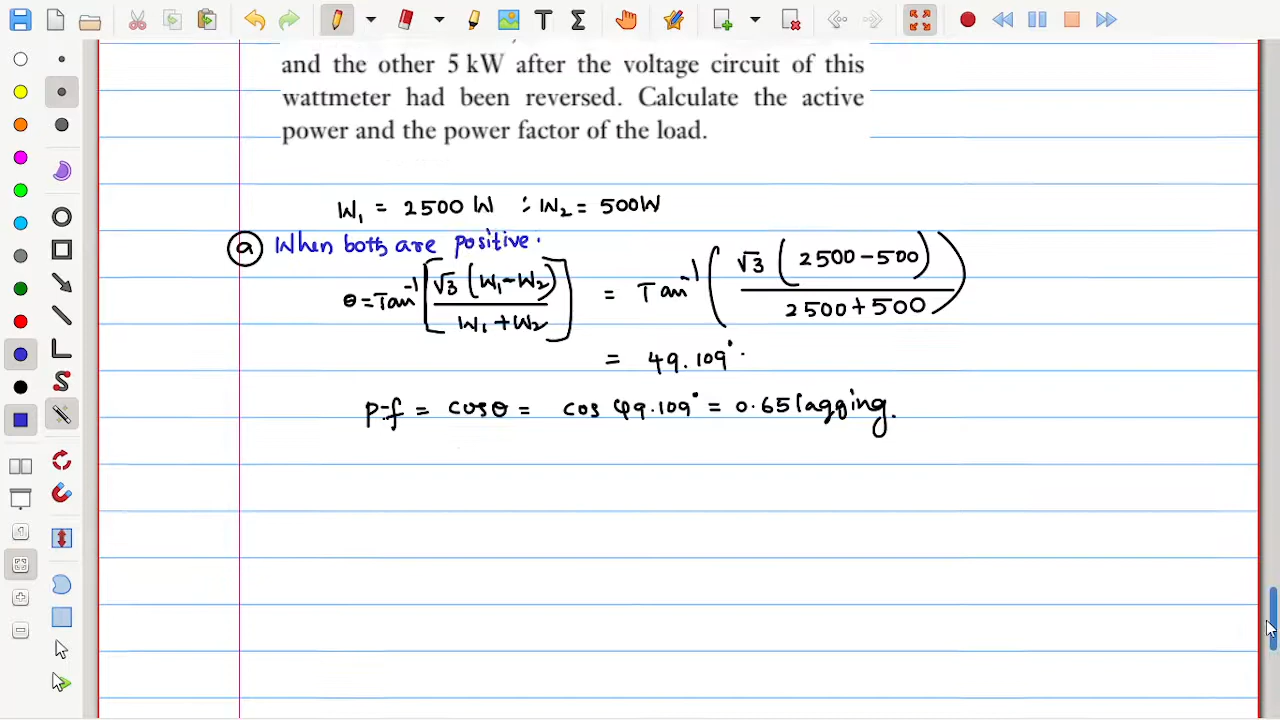 and the other 5 kW after the voltage circuit of this
wattmeter had been reversed. Calculate the active
power and the power factor of the load.
W₁ = 2500 W : W₂ = 500W
(a) When both are positive.
θ = Tan⁻¹ [ √3 (W₁-W₂) / W₁+W₂ ] = Tan⁻¹ ( √3 (2500-500) / 2500+500 )
= 49.109°.
p.f = cosθ = cos 49.109° = 0.65 lagging.